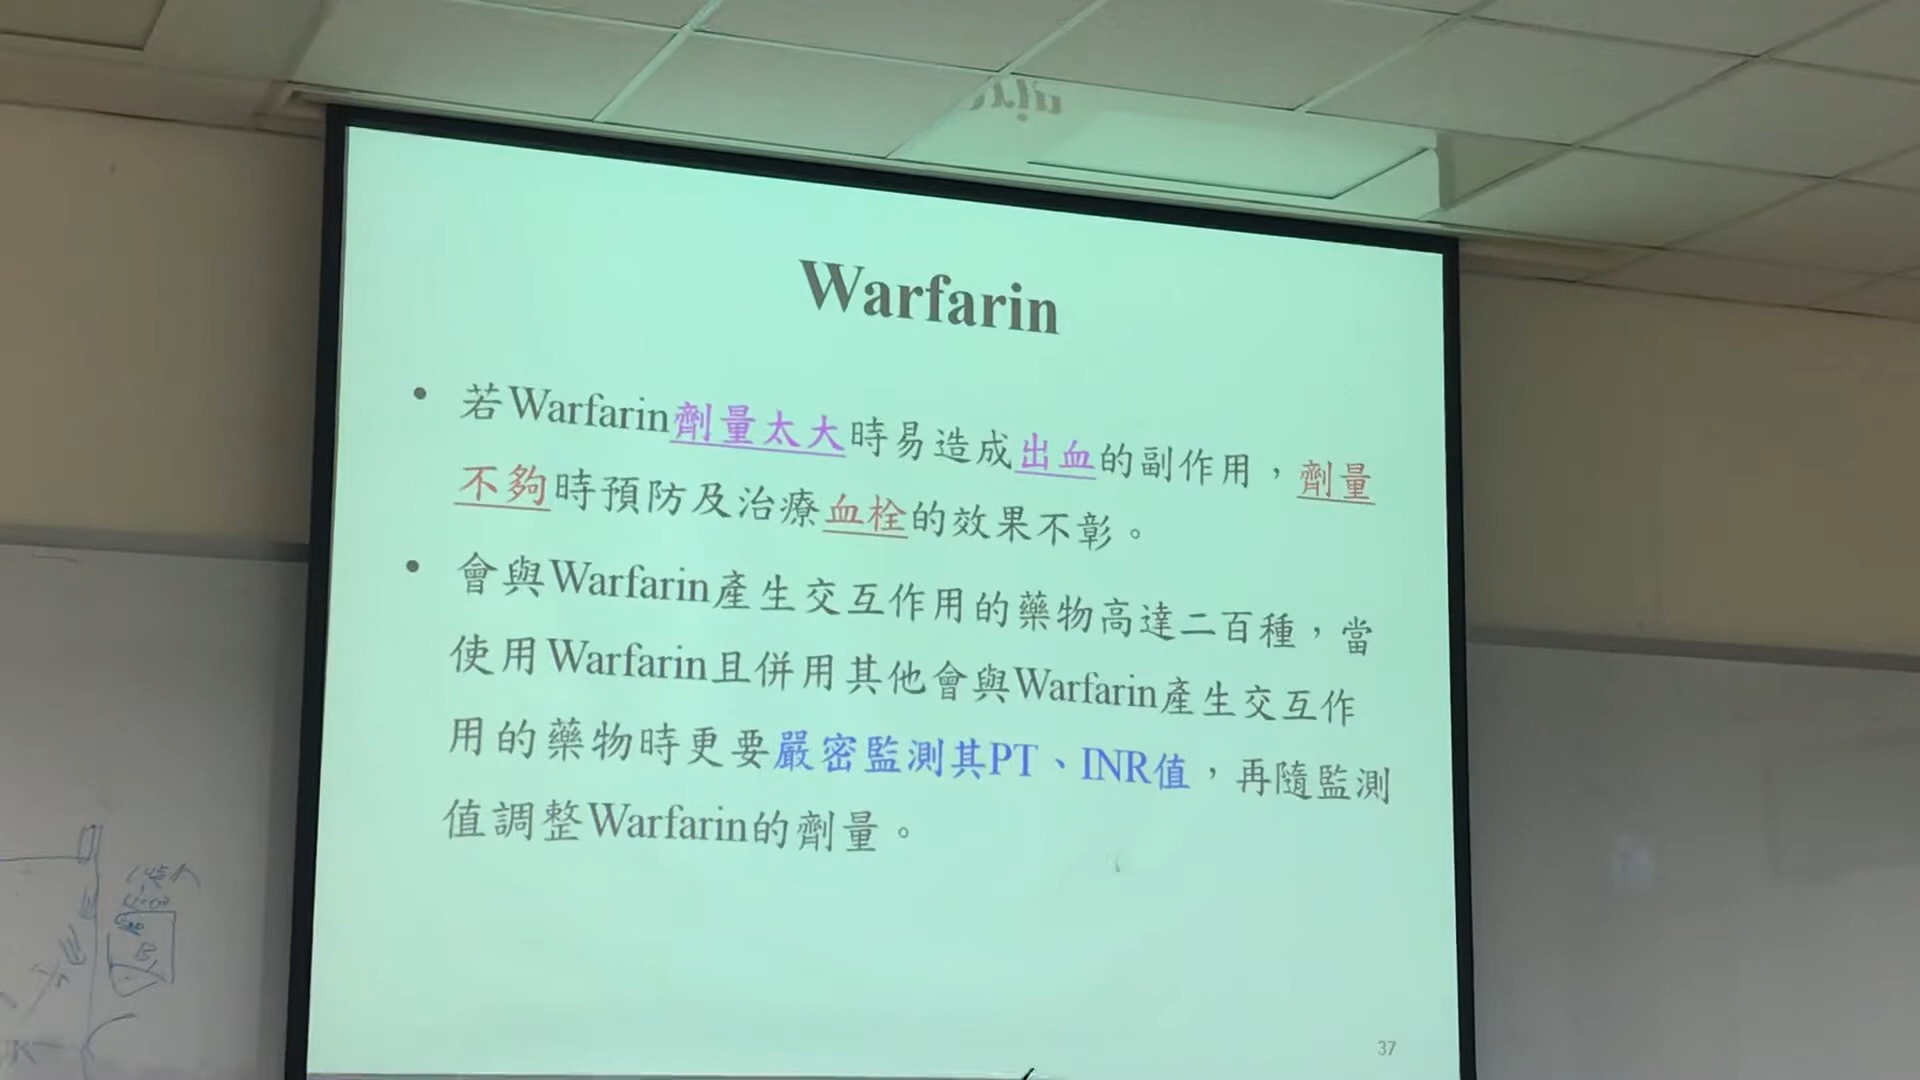 Warfarin
• 若Warfarin劑量太大時易造成出血的副作用，劑量
不夠時預防及治療血栓的效果不彰。
• 會與Warfarin產生交互作用的藥物高達二百種，當
使用Warfarin且併用其他會與Warfarin產生交互作
用的藥物時更要嚴密監測其PT、INR值，再隨監測
值調整Warfarin的劑量。
37